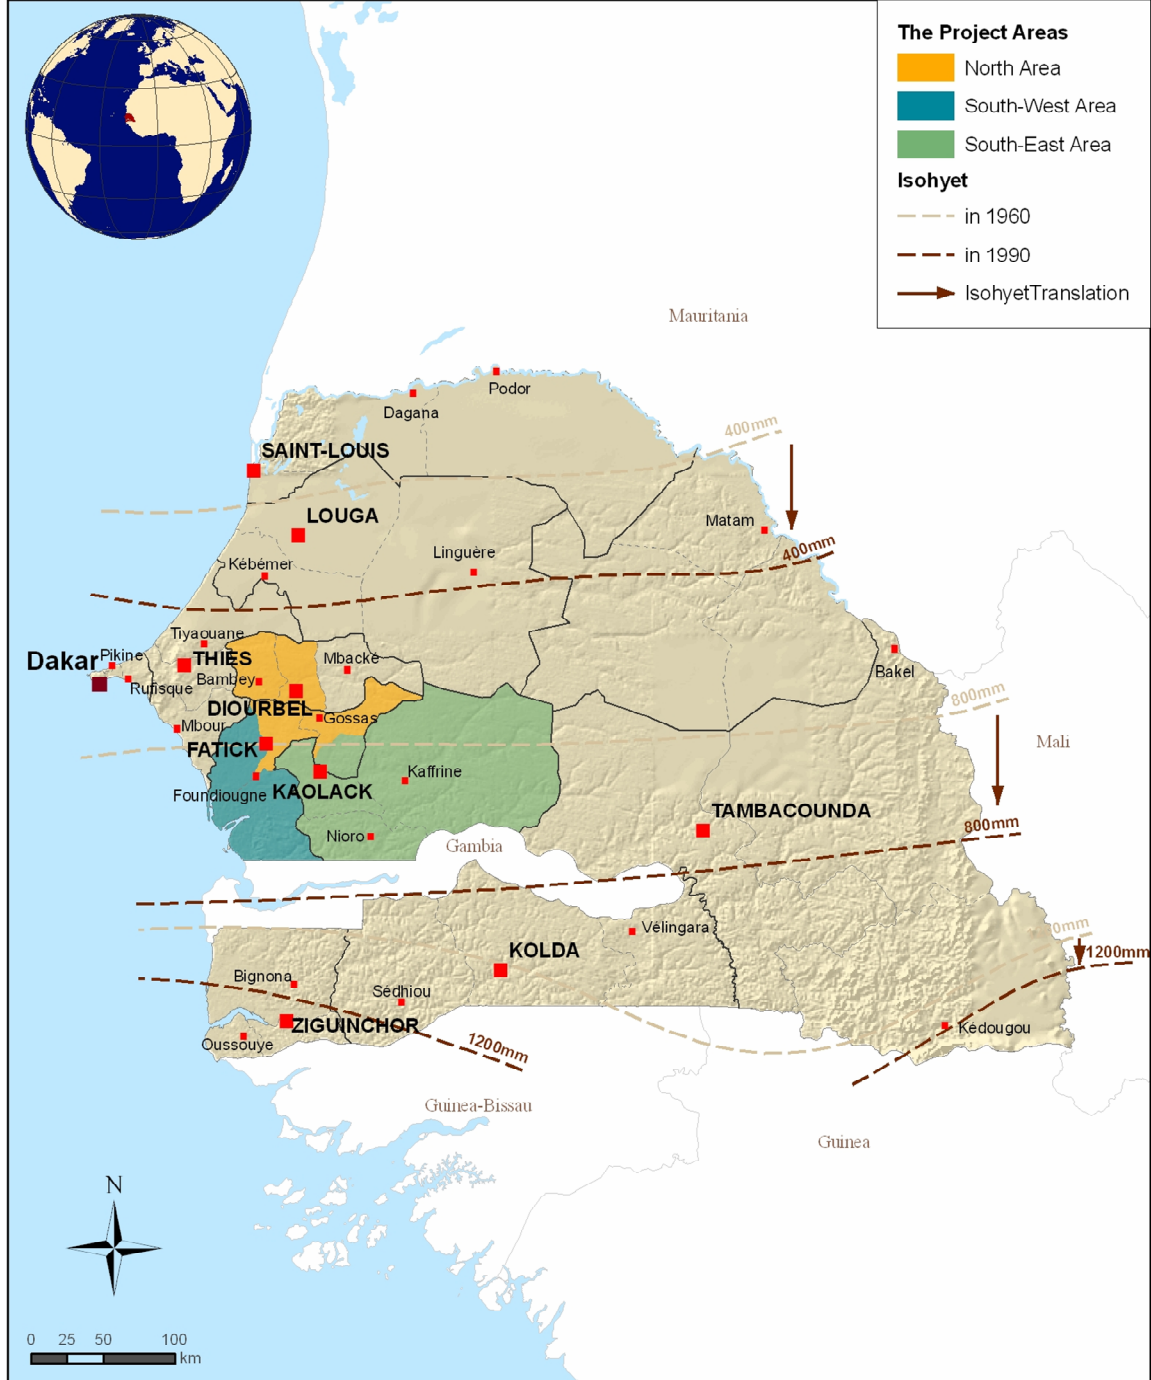 The Project Areas
North Area
South-West Area
South-East Area
Isohyet
in 1960
in 1990
IsohyetTranslation
Mauritania
Podor
Dagana
400mm
SAINT-LOUIS
LOUGA
Matam
400mm
Linguère
Kébémer
Tiyaouane
Dakar
Pikine
THIES
Mbacké
Bakel
Bambey
Rufisque
800mm
DIOURBEL
Gossas
Mbour
Mali
FATICK
Kaffrine
Foundiougne
KAOLACK
TAMBACOUNDA
800mm
Nioro
Gambia
Vélingara
0mm
KOLDA
1200mm
Bignona
Sédhiou
ZIGUINCHOR
Kédougou
Oussouye
1200mm
Guinea-Bissau
Guinea
N
0 25 50 100
km